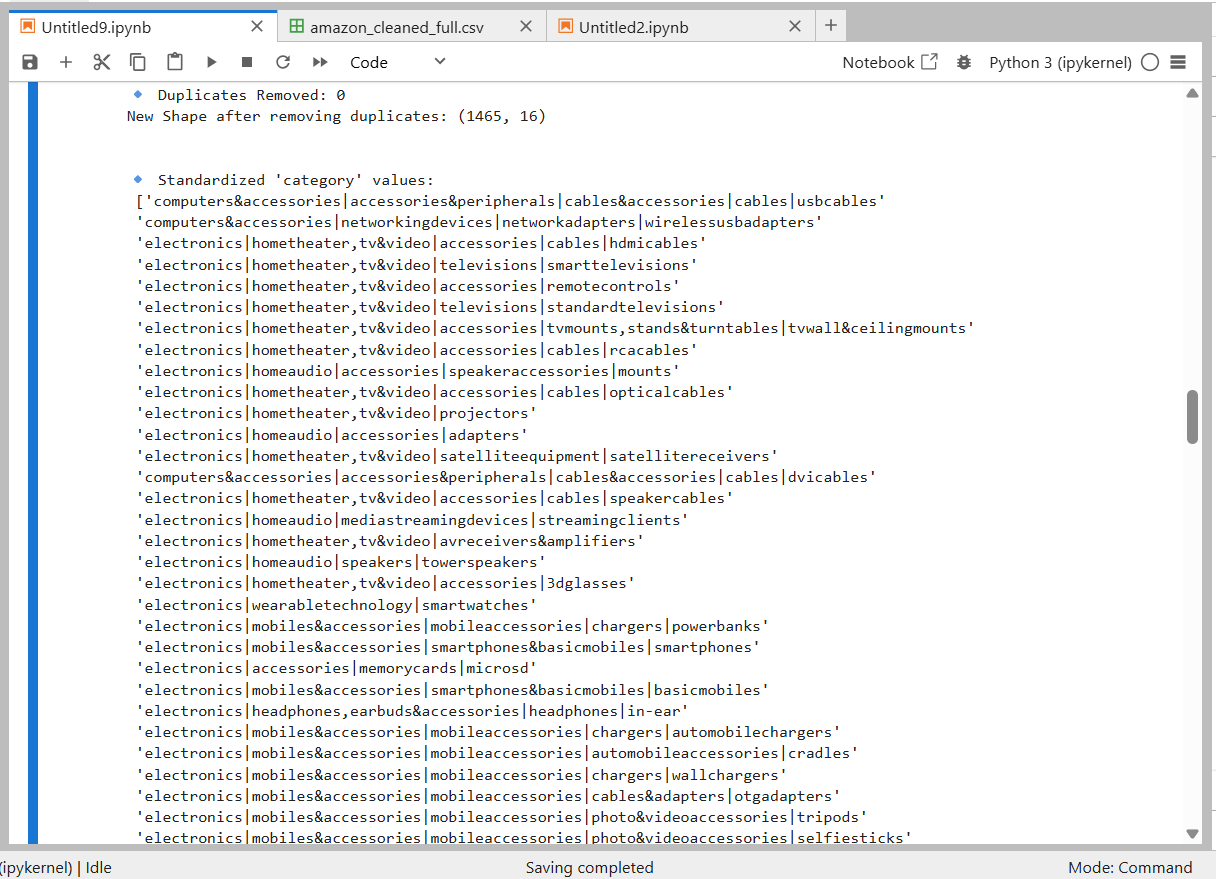 Untitled9.ipynb
amazon_cleaned_full.csv
Untitled2.ipynb
Code
Notebook
Python 3 (ipykernel)
Duplicates Removed: 0
New Shape after removing duplicates: (1465, 16)
Standardized 'category' values:
['computers&accessories|accessories&peripherals|cables&accessories|cables|usbcables'
'computers&accessories|networkingdevices|networkadapters|wirelessusbadapters'
'electronics|hometheater,tv&video|accessories|cables|hdmicables'
'electronics|hometheater,tv&video|televisions|smarttelevisions'
'electronics|hometheater,tv&video|accessories|remotecontrols'
'electronics|hometheater,tv&video|televisions|standardtelevisions'
'electronics|hometheater,tv&video|accessories|tvmounts,stands&turntables|tvwall&ceilingmounts'
'electronics|hometheater,tv&video|accessories|cables|rcacables'
'electronics|homeaudio|accessories|speakeraccessories|mounts'
'electronics|hometheater,tv&video|accessories|cables|opticalcables'
'electronics|hometheater,tv&video|projectors'
'electronics|homeaudio|accessories|adapters'
'electronics|hometheater,tv&video|satelliteequipment|satellitereceivers'
'computers&accessories|accessories&peripherals|cables&accessories|cables|dvicables'
'electronics|hometheater,tv&video|accessories|cables|speakercables'
'electronics|homeaudio|mediastreamingdevices|streamingclients'
'electronics|hometheater,tv&video|avreceivers&amplifiers'
'electronics|homeaudio|speakers|towerspeakers'
'electronics|hometheater,tv&video|accessories|3dglasses'
'electronics|wearabletechnology|smartwatches'
'electronics|mobiles&accessories|mobileaccessories|chargers|powerbanks'
'electronics|mobiles&accessories|smartphones&basicmobiles|smartphones'
'electronics|accessories|memorycards|microsd'
'electronics|mobiles&accessories|smartphones&basicmobiles|basicmobiles'
'electronics|headphones,earbuds&accessories|headphones|in-ear'
'electronics|mobiles&accessories|mobileaccessories|chargers|automobilechargers'
'electronics|mobiles&accessories|mobileaccessories|automobileaccessories|cradles'
'electronics|mobiles&accessories|mobileaccessories|chargers|wallchargers'
'electronics|mobiles&accessories|mobileaccessories|cables&adapters|otgadapters'
'electronics|mobiles&accessories|mobileaccessories|photo&videoaccessories|tripods'
'electronics|mobiles&accessories|mobileaccessories|photo&videoaccessories|selfiesticks'
(ipykernel) | Idle
Saving completed
Mode: Command